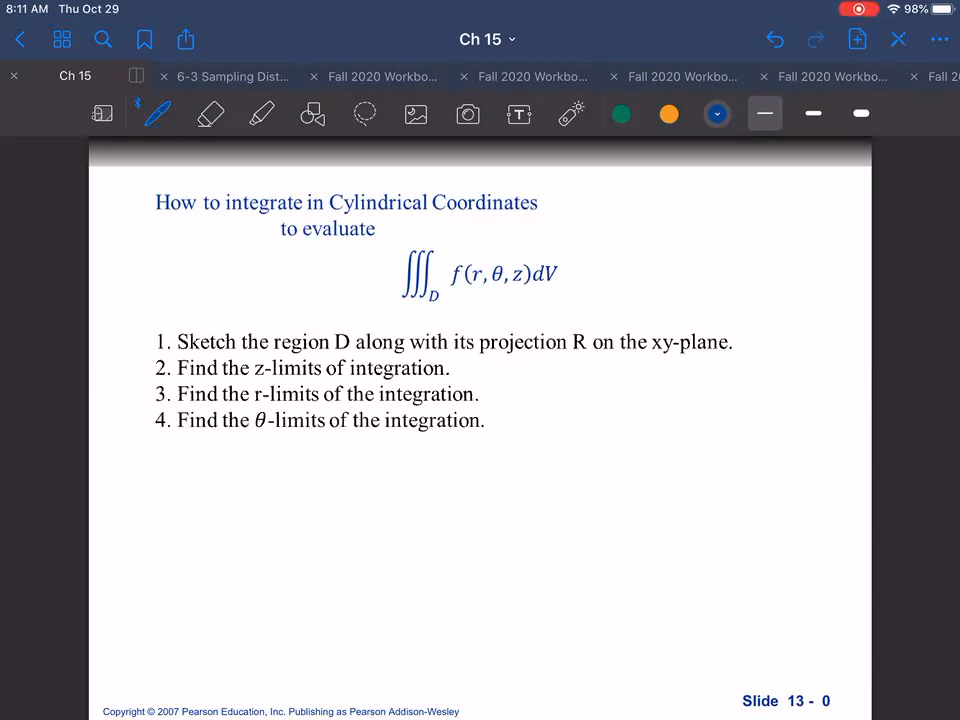 8:11 AM Thu Oct 29
98%
Ch 15
Ch 15
6-3 Sampling Dist...
Fall 2020 Workbo...
Fall 2020 Workbo...
Fall 2020 Workbo...
Fall 2020 Workbo...
Fall 20
How to integrate in Cylindrical Coordinates
to evaluate
∭_D f(r, θ, z)dV
1. Sketch the region D along with its projection R on the xy-plane.
2. Find the z-limits of integration.
3. Find the r-limits of the integration.
4. Find the θ-limits of the integration.
Slide 13 - 0
Copyright © 2007 Pearson Education, Inc. Publishing as Pearson Addison-Wesley